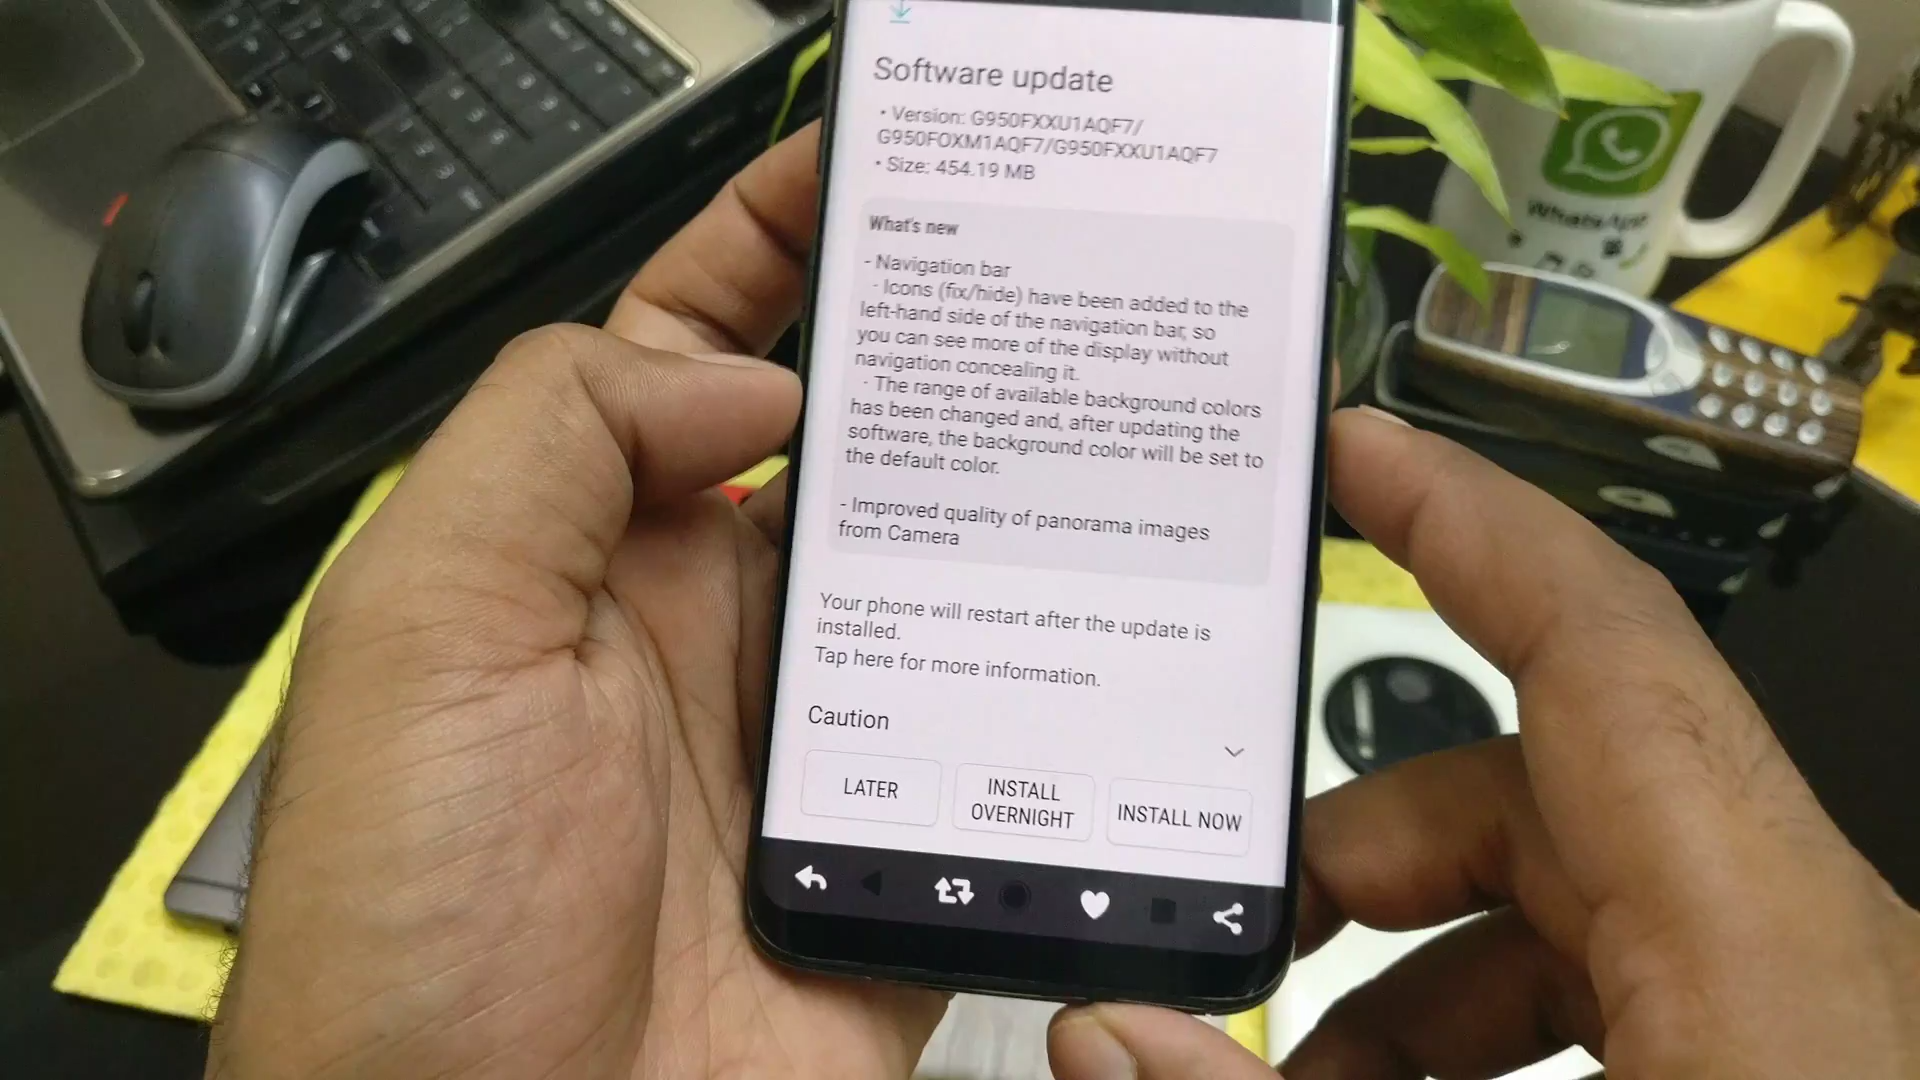 Software update
• Version: G950FXXU1AQF7/
G950FOXM1AQF7/G950FXXU1AQF7
• Size: 454.19 MB
What's new
- Navigation bar
· Icons (fix/hide) have been added to the
left-hand side of the navigation bar, so
you can see more of the display without
navigation concealing it.
· The range of available background colors
has been changed and, after updating the
software, the background color will be set to
the default color.
- Improved quality of panorama images
from Camera
Your phone will restart after the update is
installed.
Tap here for more information.
Caution
LATER
INSTALL
OVERNIGHT
INSTALL NOW
WhatsApp